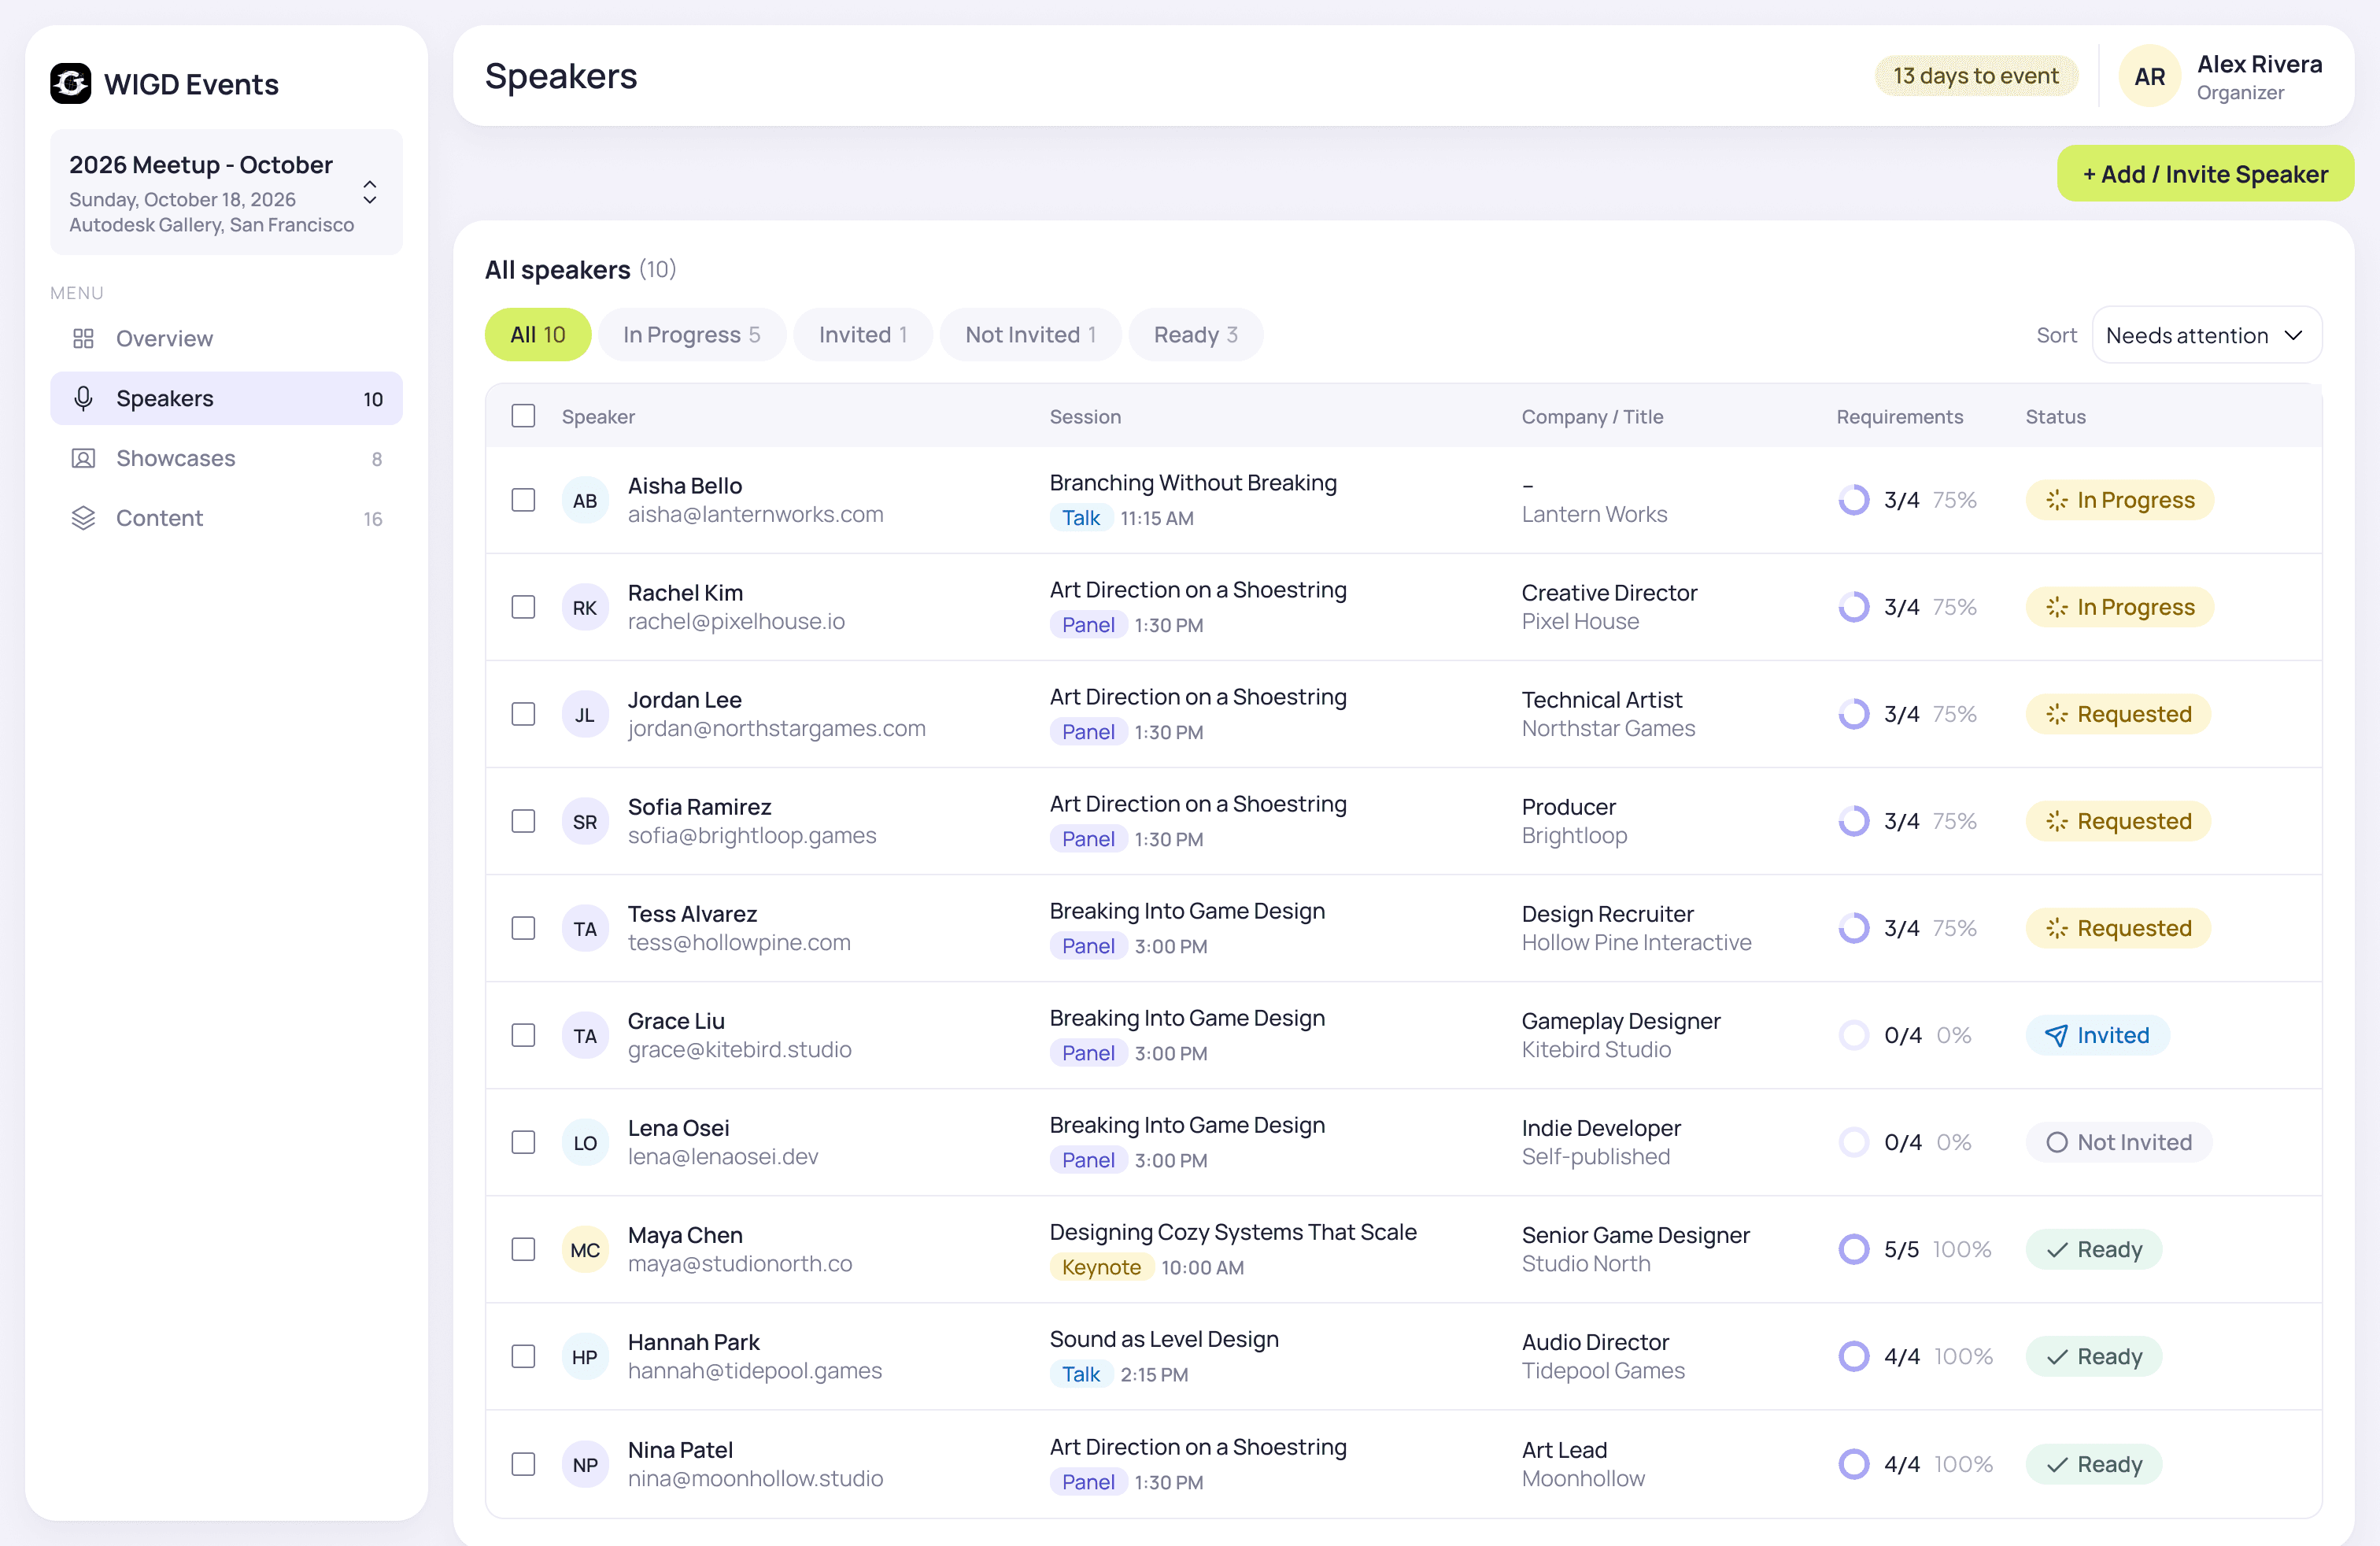 WIGD Events
2026 Meetup - October
Sunday, October 18, 2026
Autodesk Gallery, San Francisco
MENU
Overview
Speakers 10
Showcases 8
Content 16
Speakers
13 days to event
AR
Alex Rivera
Organizer
+ Add / Invite Speaker
All speakers (10)
All 10 In Progress 5 Invited 1 Not Invited 1 Ready 3
Sort Needs attention
Speaker Session Company / Title Requirements Status
AB
Aisha Bello
aisha@lanternworks.com
Branching Without Breaking
Talk 11:15 AM
–
Lantern Works
3/4 75%
In Progress
RK
Rachel Kim
rachel@pixelhouse.io
Art Direction on a Shoestring
Panel 1:30 PM
Creative Director
Pixel House
3/4 75%
In Progress
JL
Jordan Lee
jordan@northstargames.com
Art Direction on a Shoestring
Panel 1:30 PM
Technical Artist
Northstar Games
3/4 75%
Requested
SR
Sofia Ramirez
sofia@brightloop.games
Art Direction on a Shoestring
Panel 1:30 PM
Producer
Brightloop
3/4 75%
Requested
TA
Tess Alvarez
tess@hollowpine.com
Breaking Into Game Design
Panel 3:00 PM
Design Recruiter
Hollow Pine Interactive
3/4 75%
Requested
TA
Grace Liu
grace@kitebird.studio
Breaking Into Game Design
Panel 3:00 PM
Gameplay Designer
Kitebird Studio
0/4 0%
Invited
LO
Lena Osei
lena@lenaosei.dev
Breaking Into Game Design
Panel 3:00 PM
Indie Developer
Self-published
0/4 0%
Not Invited
MC
Maya Chen
maya@studionorth.co
Designing Cozy Systems That Scale
Keynote 10:00 AM
Senior Game Designer
Studio North
5/5 100%
Ready
HP
Hannah Park
hannah@tidepool.games
Sound as Level Design
Talk 2:15 PM
Audio Director
Tidepool Games
4/4 100%
Ready
NP
Nina Patel
nina@moonhollow.studio
Art Direction on a Shoestring
Panel 1:30 PM
Art Lead
Moonhollow
4/4 100%
Ready